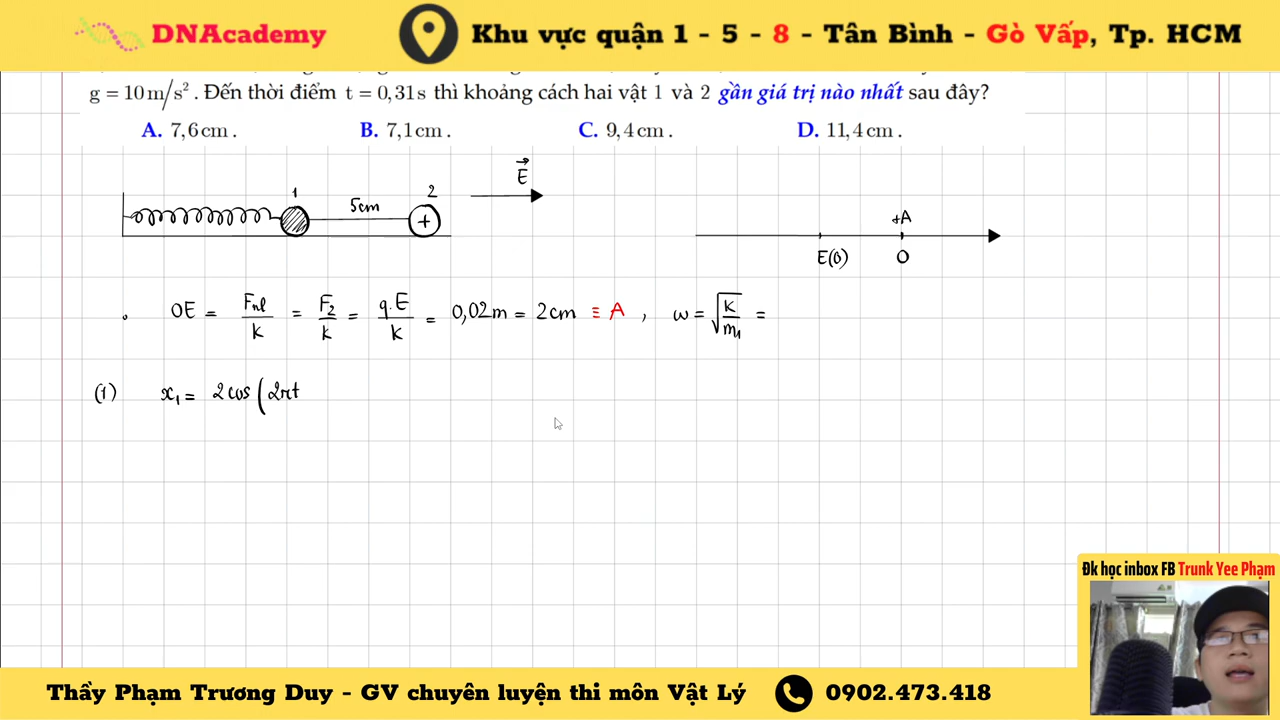 DNAcademy
Khu vực quận 1 - 5 - 8 - Tân Bình - Gò Vấp, Tp. HCM
g = 10 m/s². Đến thời điểm t = 0,31s thì khoảng cách hai vật 1 và 2 gần giá trị nào nhất sau đây?
A. 7,6 cm. B. 7,1 cm. C. 9,4 cm. D. 11,4 cm.
1 5cm 2 + E⃗
+A
E(0) O
OE = Fđl/k = F₂/k = q.E/k = 0,02m = 2cm ≡ A, ω = √(k/m₁) =
(1) x₁ = 2cos(2πt
Đk học inbox FB Trunk Yee Phạm
Thầy Phạm Trương Duy - GV chuyên luyện thi môn Vật Lý 0902.473.418